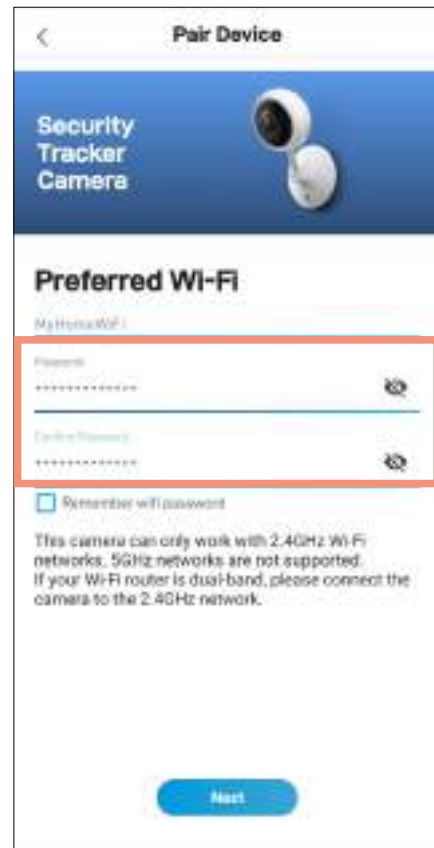 Pair Device
Security
Tracker
Camera
Preferred Wi-Fi
MyHomeWiFi
Password
Confirm Password
Remember wifi password
This camera can only work with 2.4GHz Wi-Fi
networks. 5GHz networks are not supported.
If your Wi-Fi router is dual-band, please connect the
camera to the 2.4GHz network.
Next